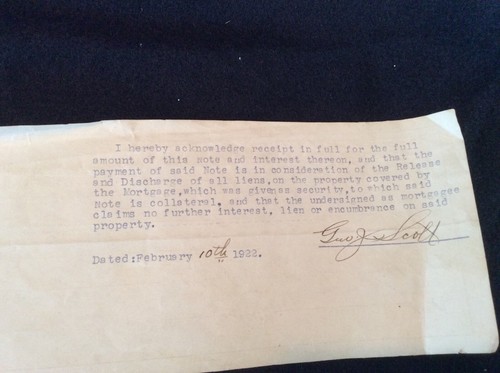 I hereby acknowledge receipt in full for the full
amount of this note and interest thereon, and that the
payment of said Note is in consideration of the Release
and Discharge of all liens, on the property covered by
the Mortgage, which was given as security, to which said
Note is collateral, and that the undersigned as mortgagee
claims no further interest, lien or encumbrance on said
property.
Geo J Scott
Dated:February 10th 1922.